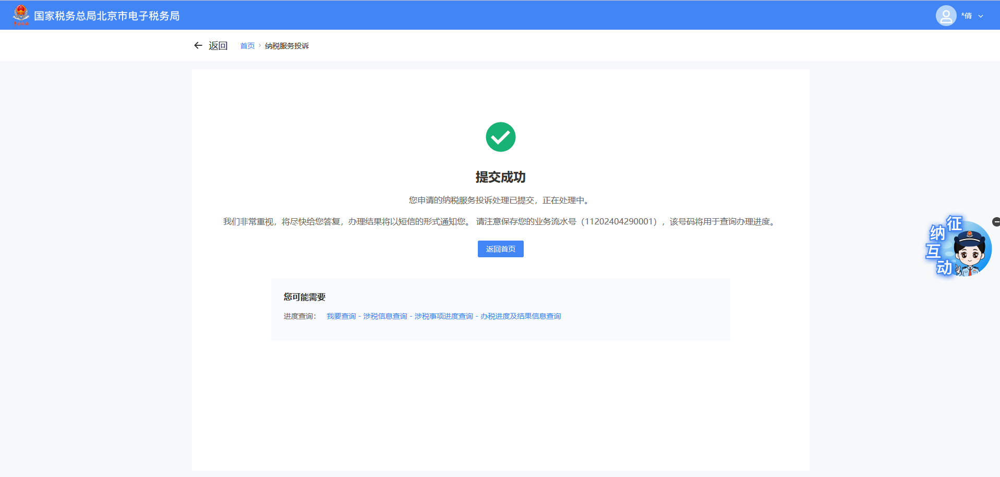 国家税务总局北京市电子税务局
*倩
返回 首页 > 纳税服务投诉
提交成功
您申请的纳税服务投诉处理已提交，正在处理中。
我们非常重视，将尽快给您答复，办理结果将以短信的形式通知您。 请注意保存您的业务流水号（11202404290001），该号码将用于查询办理进度。
返回首页
征纳互动
您可能需要
进度查询： 我要查询 - 涉税信息查询 - 涉税事项进度查询 - 办税进度及结果信息查询